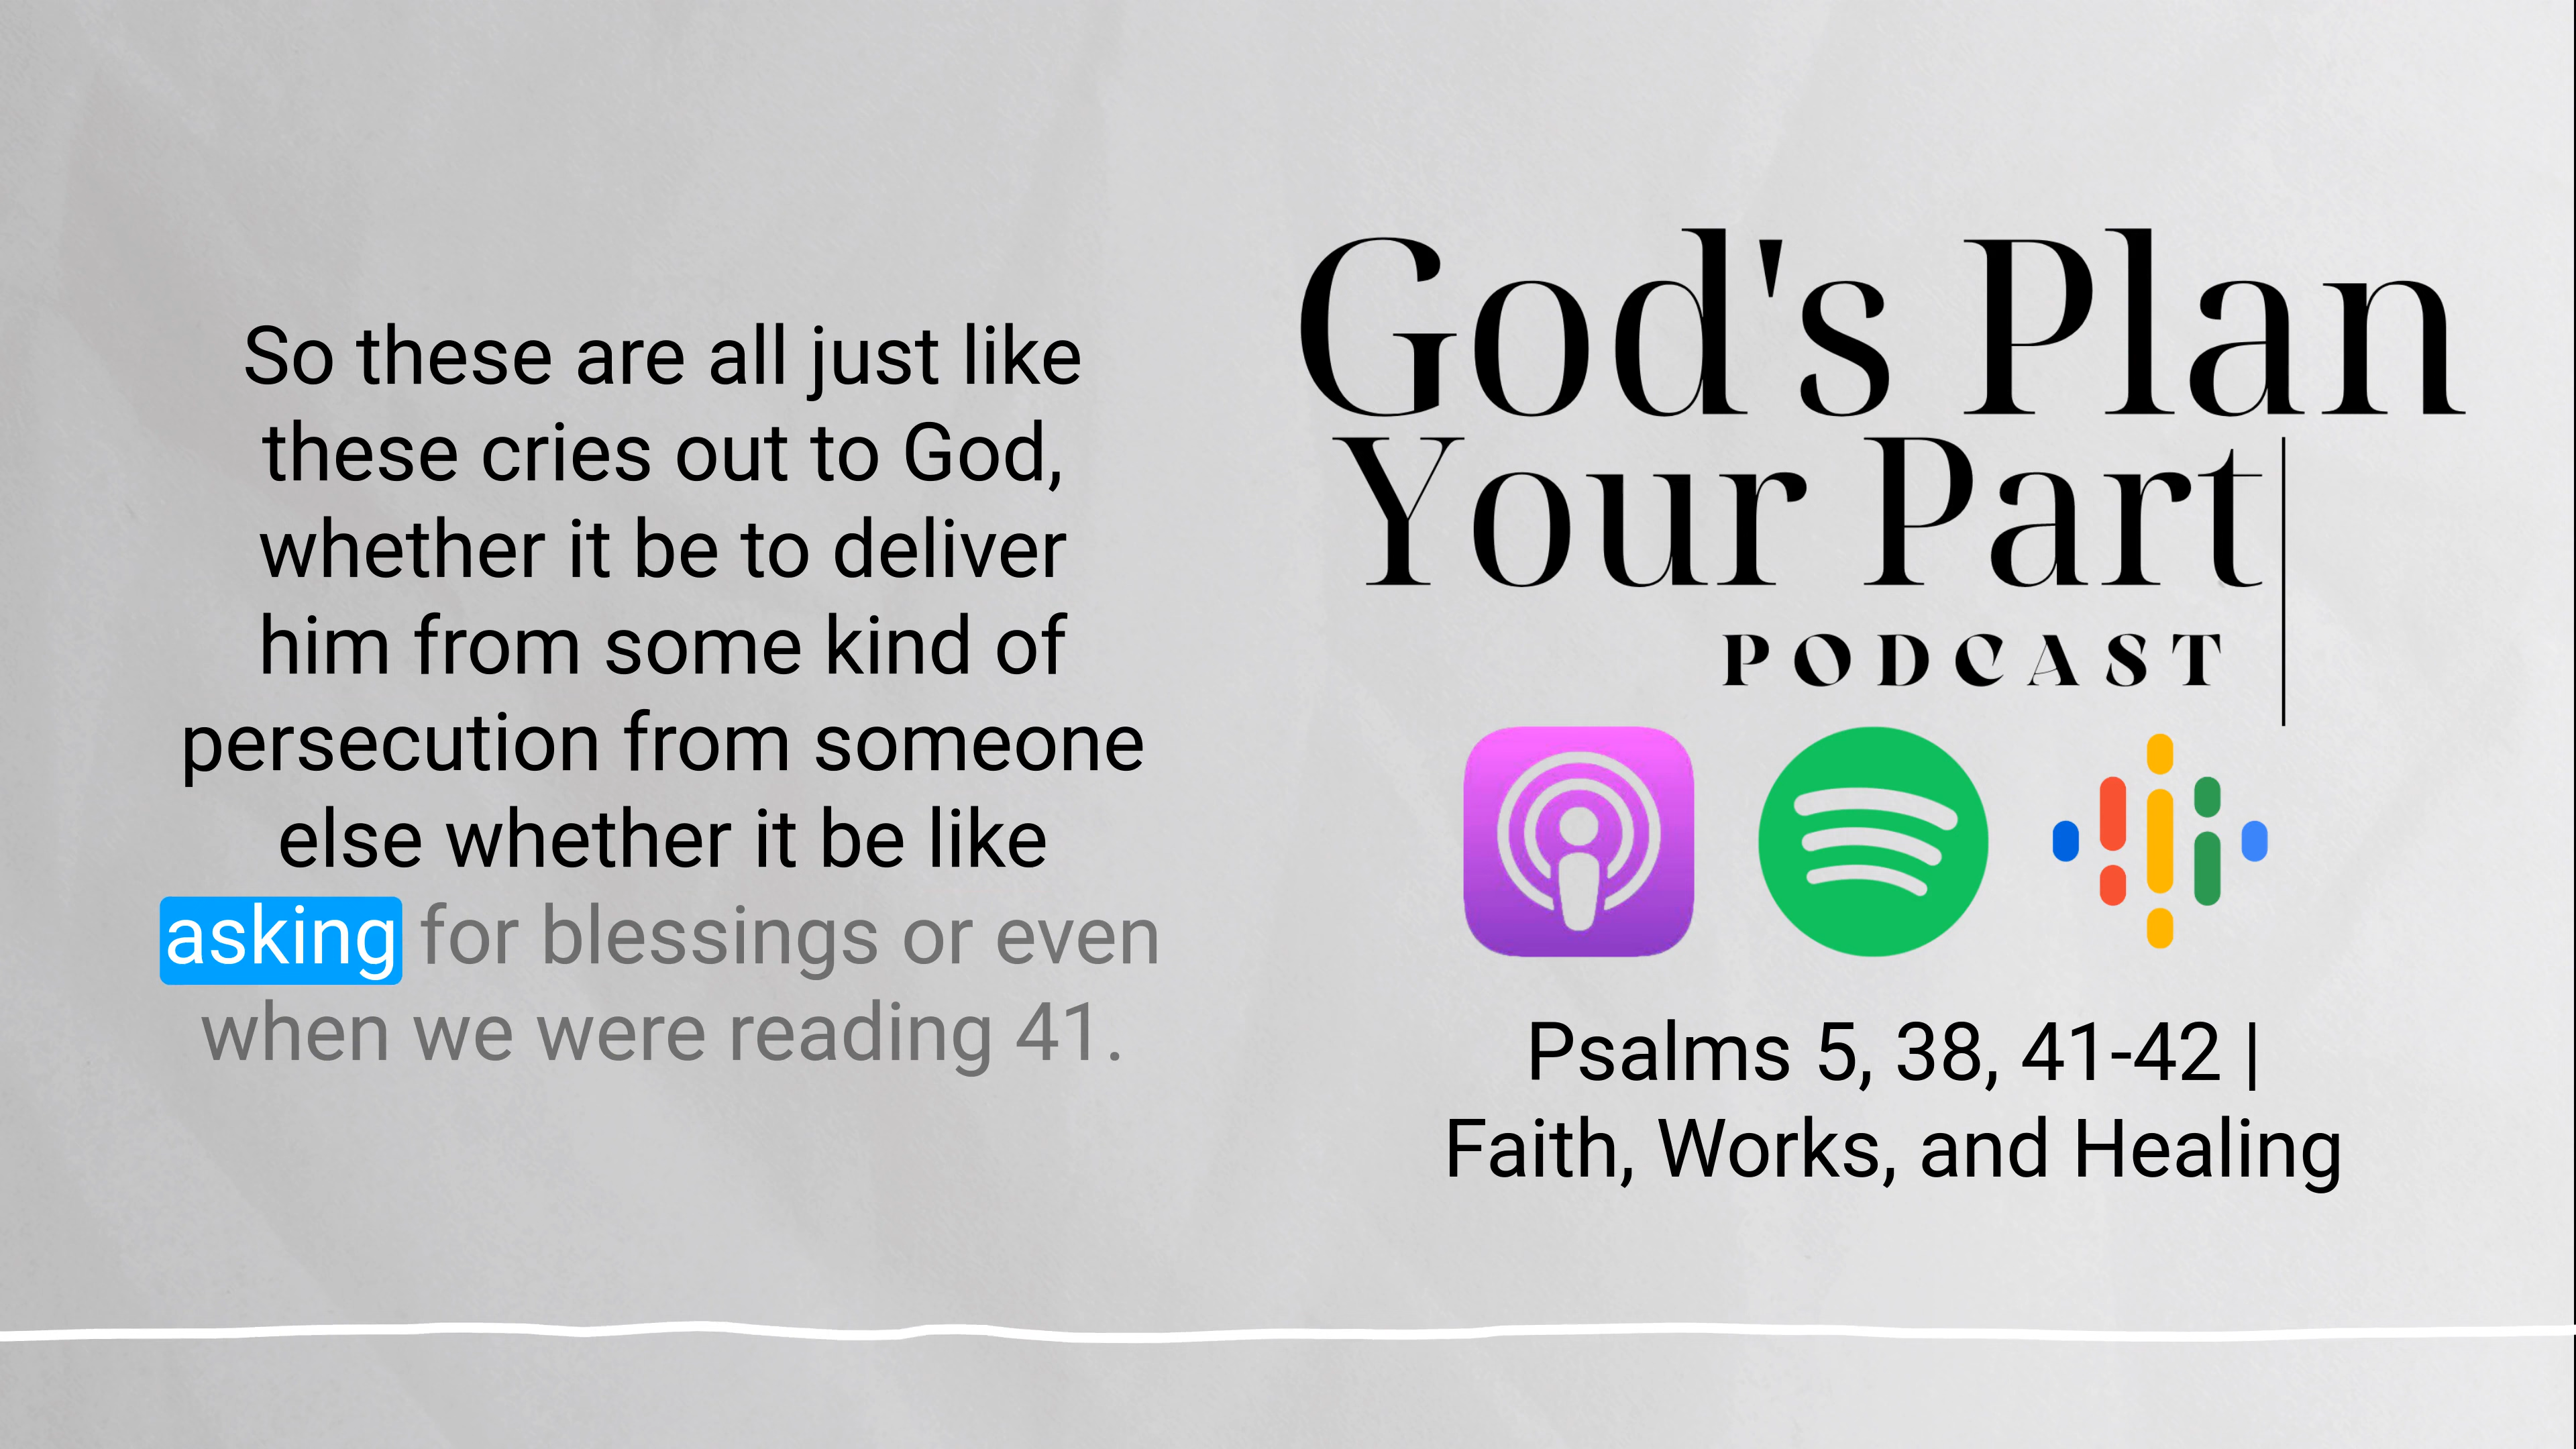 So these are all just like
these cries out to God,
whether it be to deliver
him from some kind of
persecution from someone
else whether it be like
asking for blessings or even
when we were reading 41.
God's Plan
Your Part
PODCAST
Psalms 5, 38, 41-42 |
Faith, Works, and Healing